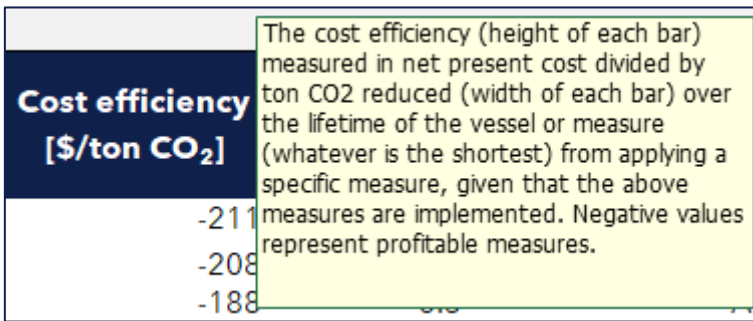 Cost efficiency
[$/ton CO₂]
The cost efficiency (height of each bar)
measured in net present cost divided by
ton CO2 reduced (width of each bar) over
the lifetime of the vessel or measure
(whatever is the shortest) from applying a
specific measure, given that the above
measures are implemented. Negative values
represent profitable measures.
-211
-208
-188